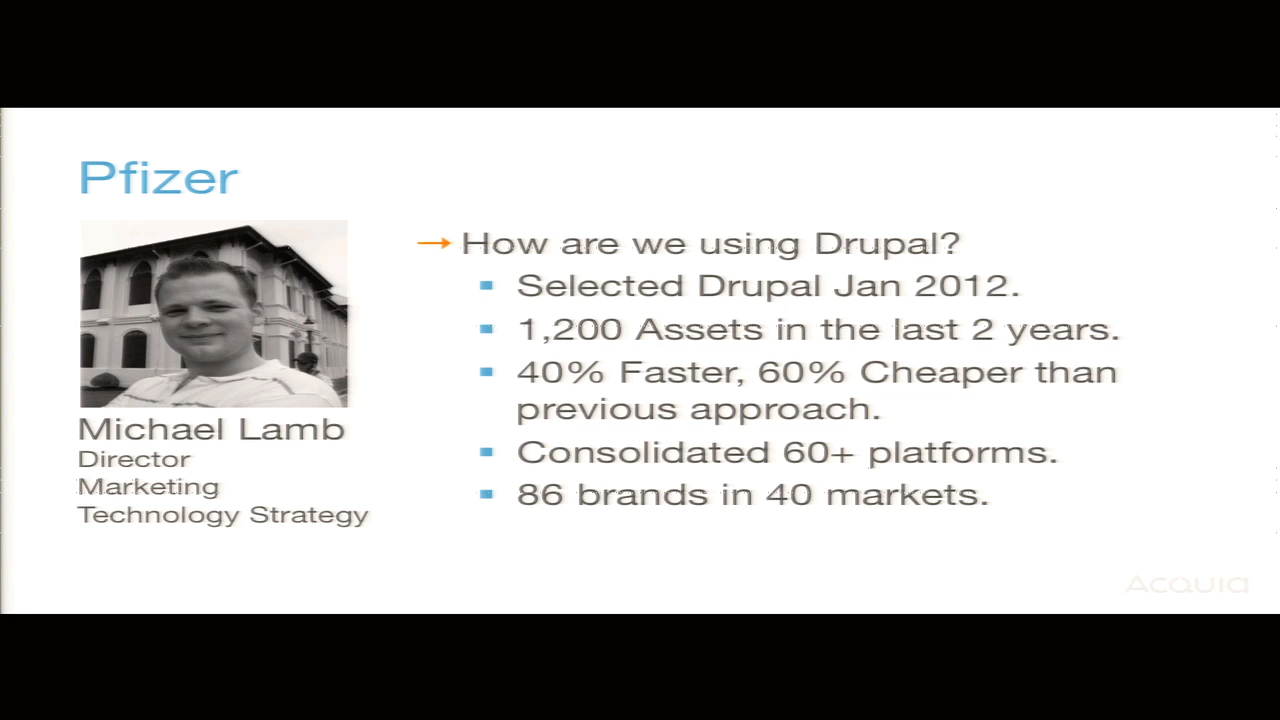 Pfizer
Michael Lamb
Director
Marketing
Technology Strategy
→ How are we using Drupal?
▪ Selected Drupal Jan 2012.
▪ 1,200 Assets in the last 2 years.
▪ 40% Faster, 60% Cheaper than
previous approach.
▪ Consolidated 60+ platforms.
▪ 86 brands in 40 markets.
Acquia